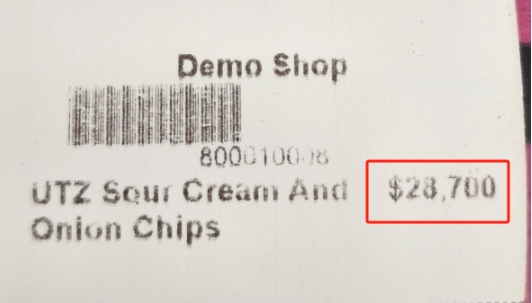 Demo Shop
800010008
UTZ Sour Cream And $28,700
Onion Chips